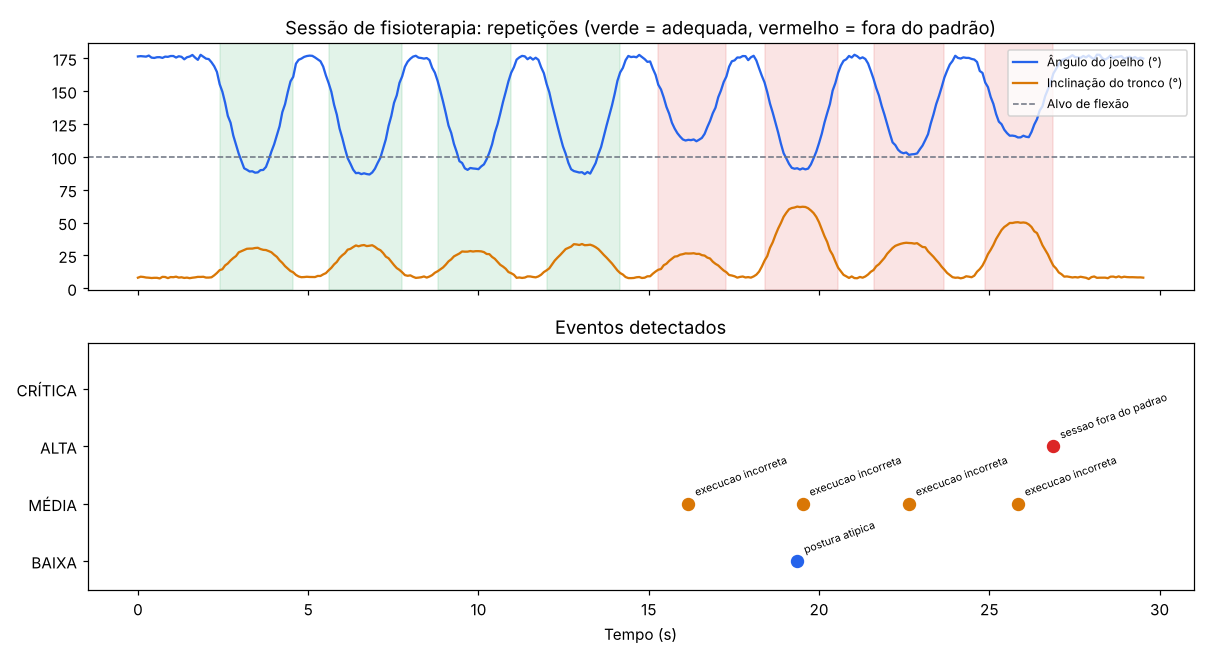 Sessão de fisioterapia: repetições (verde = adequada, vermelho = fora do padrão)
175
150
125
100
75
50
25
0
Ângulo do joelho (°)
Inclinação do tronco (°)
Alvo de flexão
Eventos detectados
CRÍTICA
ALTA
MÉDIA
BAIXA
sessao fora do padrao
execucao incorreta
execucao incorreta
execucao incorreta
execucao incorreta
postura atipica
0
5
10
15
20
25
30
Tempo (s)